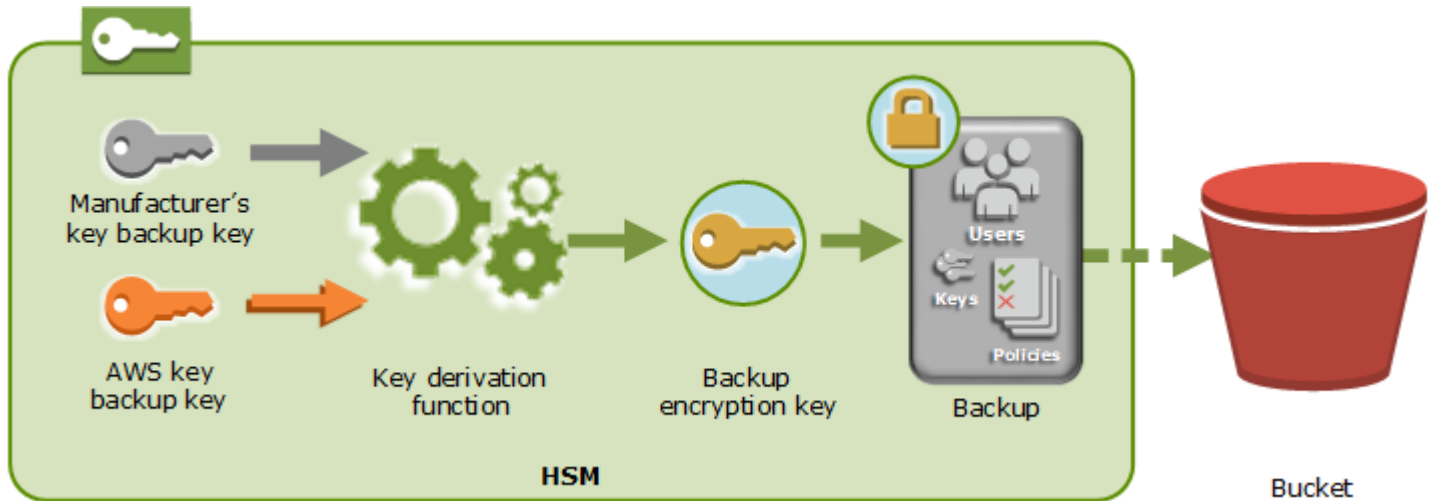 Manufacturer's
key backup key
AWS key
backup key
Key derivation
function
Backup
encryption key
Users
Keys
Policies
Backup
HSM
Bucket